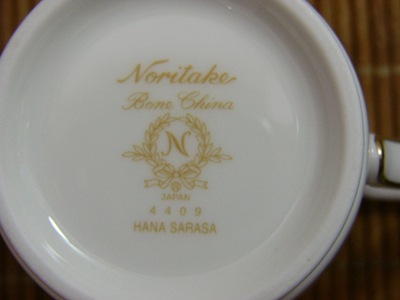 Noritake
Bone China
N
JAPAN
4409
HANA SARASA